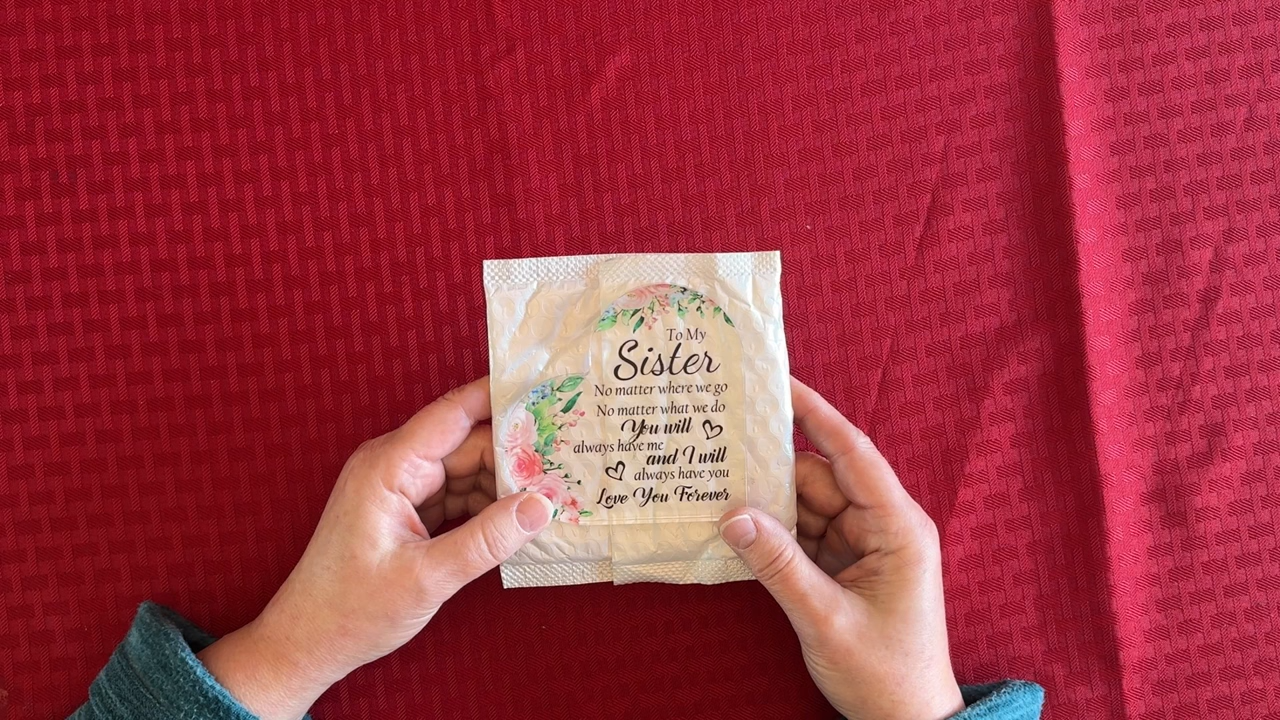 To My
Sister
No matter where we go
No matter what we do
You will
always have me
and I will
always have you
Love You Forever